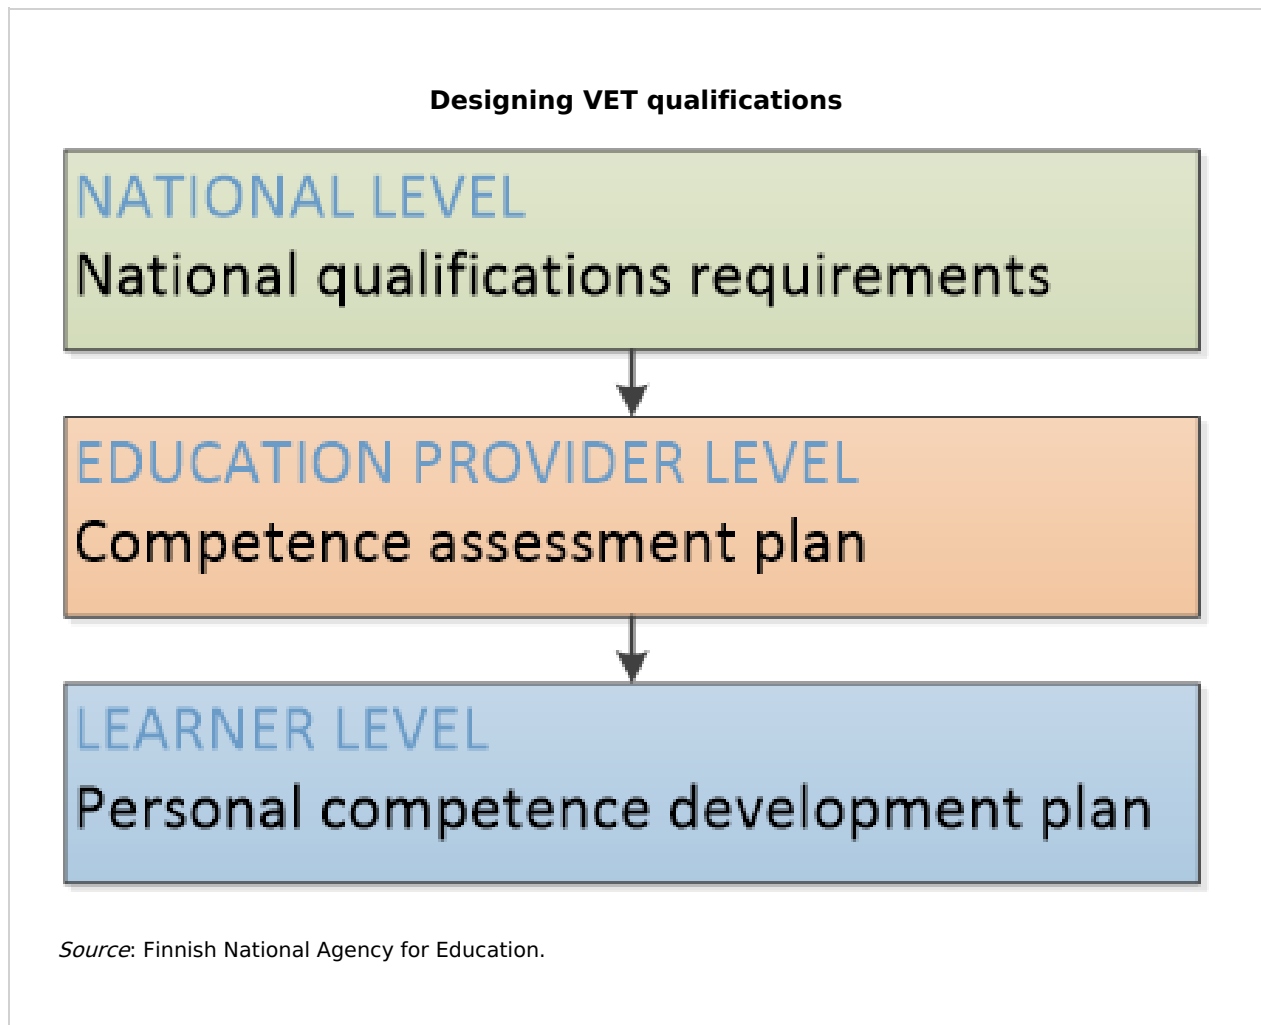 Designing VET qualifications
NATIONAL LEVEL
National qualifications requirements
EDUCATION PROVIDER LEVEL
Competence assessment plan
LEARNER LEVEL
Personal competence development plan
Source: Finnish National Agency for Education.